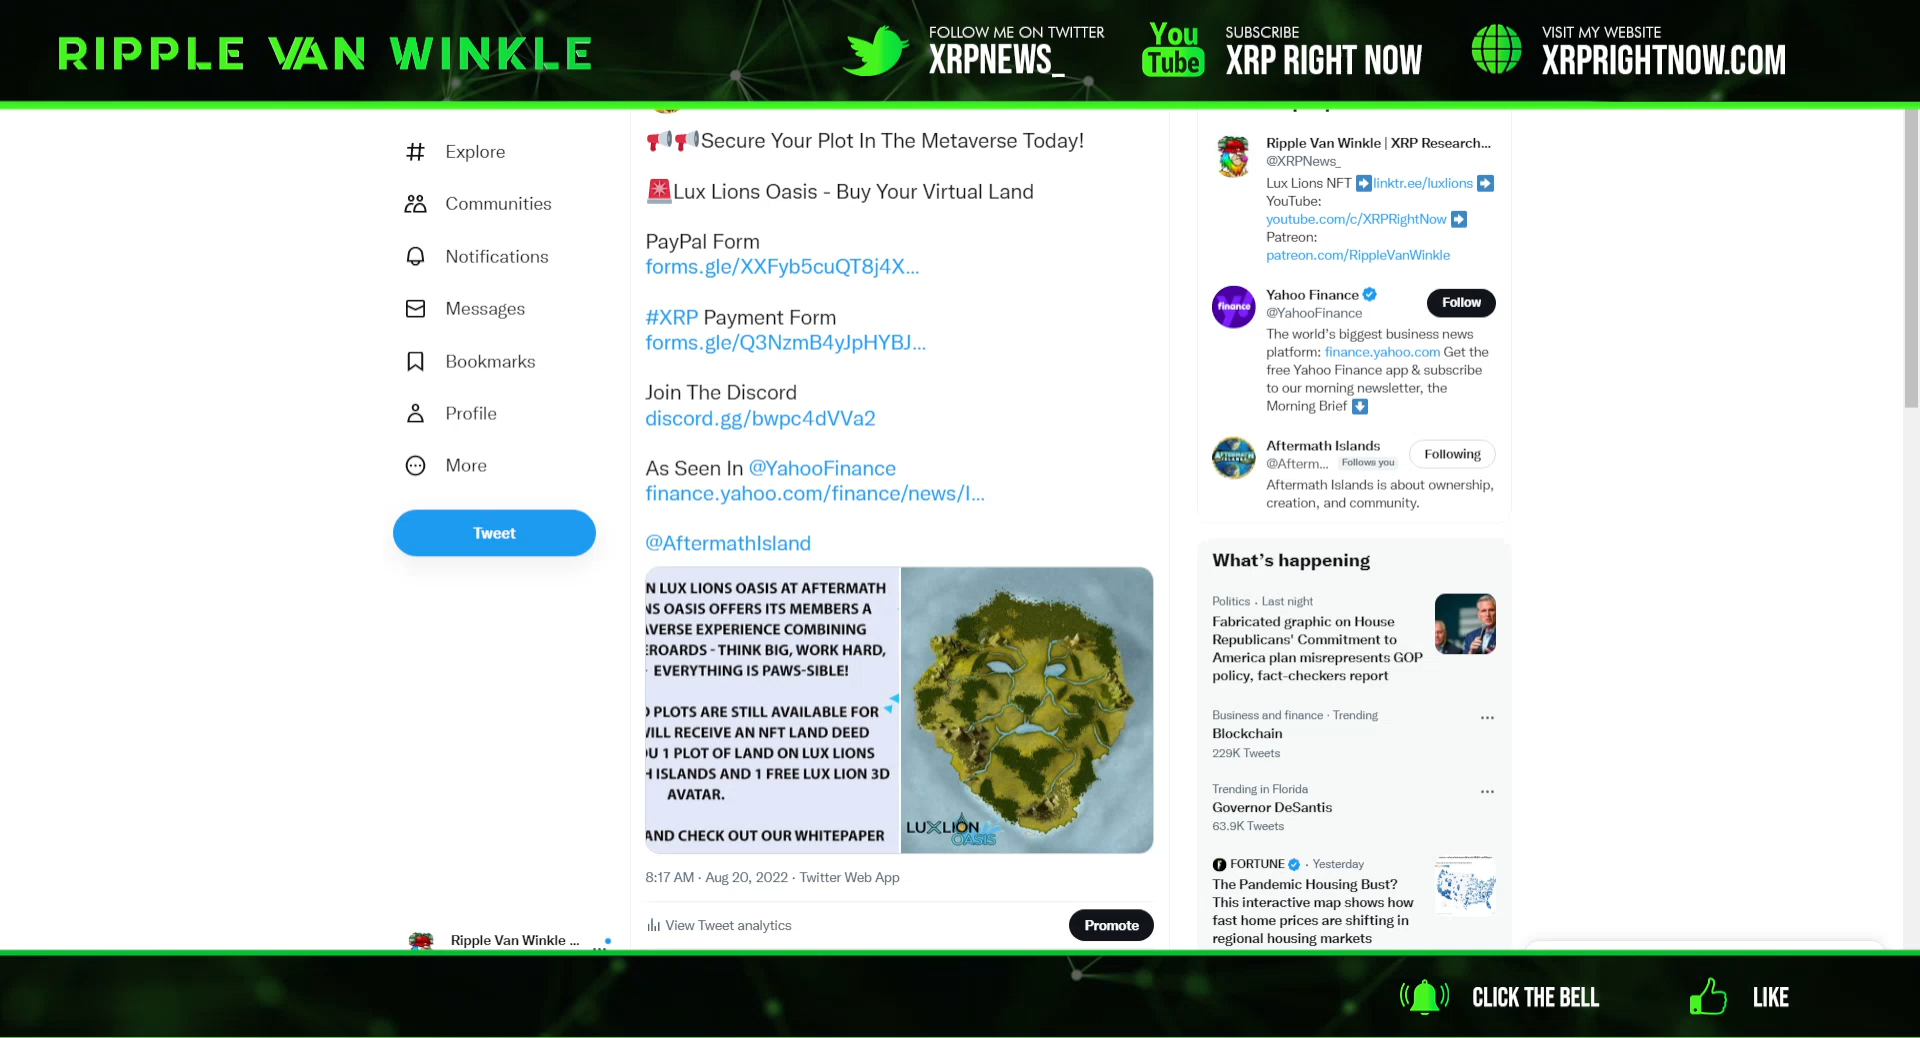 RIPPLE VAN WINKLE
FOLLOW ME ON TWITTER
XRPNEWS_
You
Tube
SUBSCRIBE
XRP RIGHT NOW
VISIT MY WEBSITE
XRPRIGHTNOW.COM
Explore
Communities
Notifications
Messages
Bookmarks
Profile
More
Tweet
Ripple Van Winkle ...
Secure Your Plot In The Metaverse Today!
Lux Lions Oasis - Buy Your Virtual Land
PayPal Form
forms.gle/XXFyb5cuQT8j4X...
#XRP Payment Form
forms.gle/Q3NzmB4yJpHYBJ...
Join The Discord
discord.gg/bwpc4dVVa2
As Seen In @YahooFinance
finance.yahoo.com/finance/news/l...
@AftermathIsland
N LUX LIONS OASIS AT AFTERMATH
NS OASIS OFFERS ITS MEMBERS A
AVERSE EXPERIENCE COMBINING
EROARDS - THINK BIG, WORK HARD,
EVERYTHING IS PAWS-SIBLE!
PLOTS ARE STILL AVAILABLE FOR
WILL RECEIVE AN NFT LAND DEED
OU 1 PLOT OF LAND ON LUX LIONS
H ISLANDS AND 1 FREE LUX LION 3D
AVATAR.
AND CHECK OUT OUR WHITEPAPER
LUXLION
OASIS
8:17 AM · Aug 20, 2022 · Twitter Web App
View Tweet analytics
Promote
Ripple Van Winkle | XRP Research...
@XRPNews_
Lux Lions NFT linktr.ee/luxlions
YouTube:
youtube.com/c/XRPRightNow
Patreon:
patreon.com/RippleVanWinkle
finance
Yahoo Finance
@YahooFinance
Follow
The world's biggest business news
platform: finance.yahoo.com Get the
free Yahoo Finance app & subscribe
to our morning newsletter, the
Morning Brief
AFTERMATH
ISLANDS
Aftermath Islands
@Afterm... Follows you
Following
Aftermath Islands is about ownership,
creation, and community.
What's happening
Politics · Last night
Fabricated graphic on House
Republicans' Commitment to
America plan misrepresents GOP
policy, fact-checkers report
Business and finance · Trending
Blockchain
229K Tweets
Trending in Florida
Governor DeSantis
63.9K Tweets
FORTUNE · Yesterday
The Pandemic Housing Bust?
This interactive map shows how
fast home prices are shifting in
regional housing markets
CLICK THE BELL
LIKE